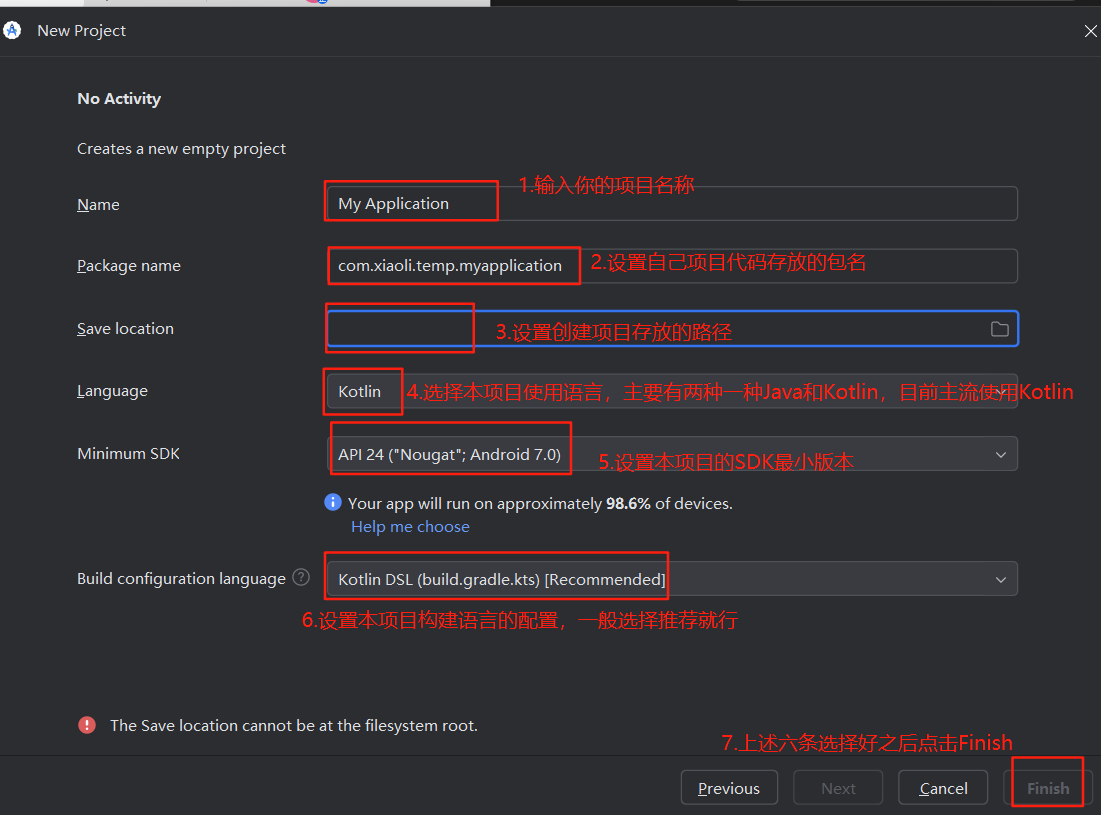 New Project
No Activity
Creates a new empty project
1.输入你的项目名称
Name
My Application
Package name
com.xiaoli.temp.myapplication
2.设置自己项目代码存放的包名
Save location
3.设置创建项目存放的路径
Language
Kotlin
4.选择本项目使用语言，主要有两种一种Java和Kotlin，目前主流使用Kotlin
Minimum SDK
API 24 ("Nougat"; Android 7.0)
5.设置本项目的SDK最小版本
Your app will run on approximately 98.6% of devices.
Help me choose
Build configuration language ?
Kotlin DSL (build.gradle.kts) [Recommended]
6.设置本项目构建语言的配置，一般选择推荐就行
The Save location cannot be at the filesystem root.
7.上述六条选择好之后点击Finish
Previous
Next
Cancel
Finish